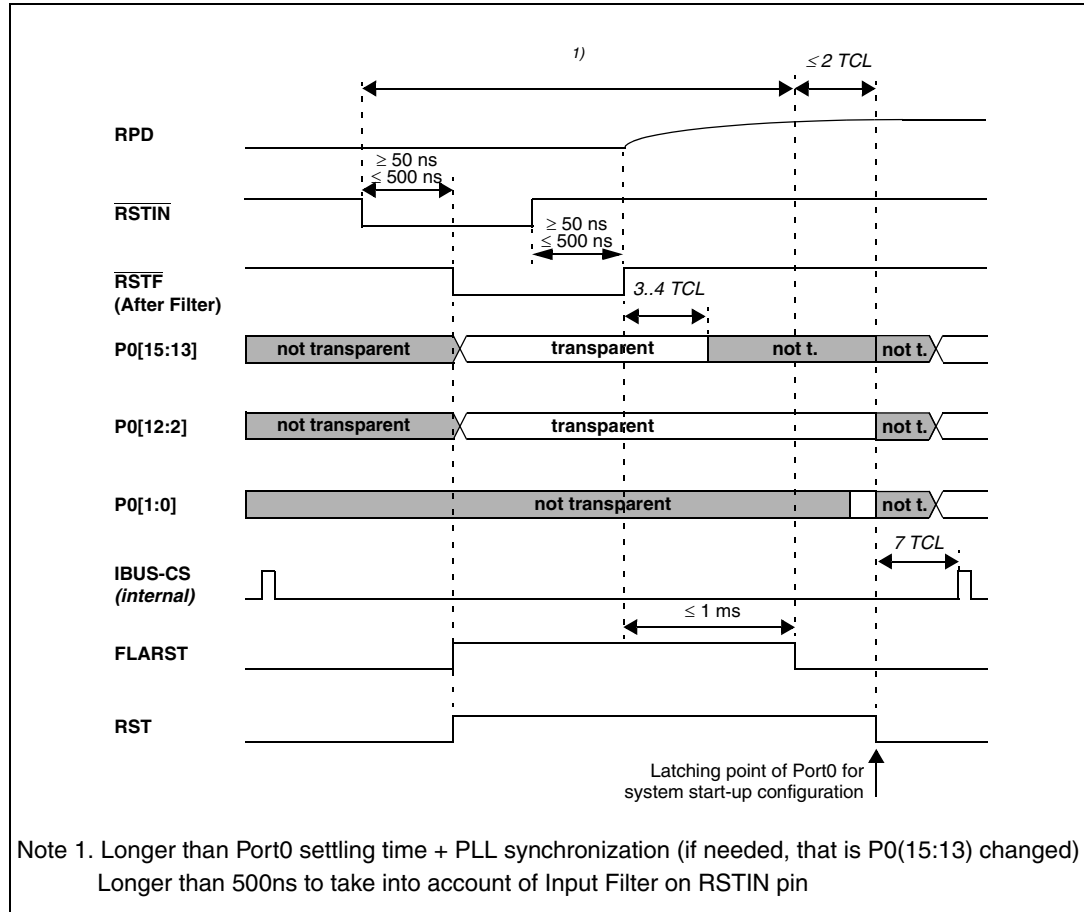 1)
≤ 2 TCL
RPD
≥ 50 ns
≤ 500 ns
RSTIN
≥ 50 ns
≤ 500 ns
RSTF
(After Filter)
3..4 TCL
P0[15:13]
not transparent
transparent
not t.
not t.
P0[12:2]
not transparent
transparent
not t.
P0[1:0]
not transparent
not t.
7 TCL
IBUS-CS
(internal)
≤ 1 ms
FLARST
RST
Latching point of Port0 for
system start-up configuration
Note 1. Longer than Port0 settling time + PLL synchronization (if needed, that is P0(15:13) changed)
Longer than 500ns to take into account of Input Filter on RSTIN pin